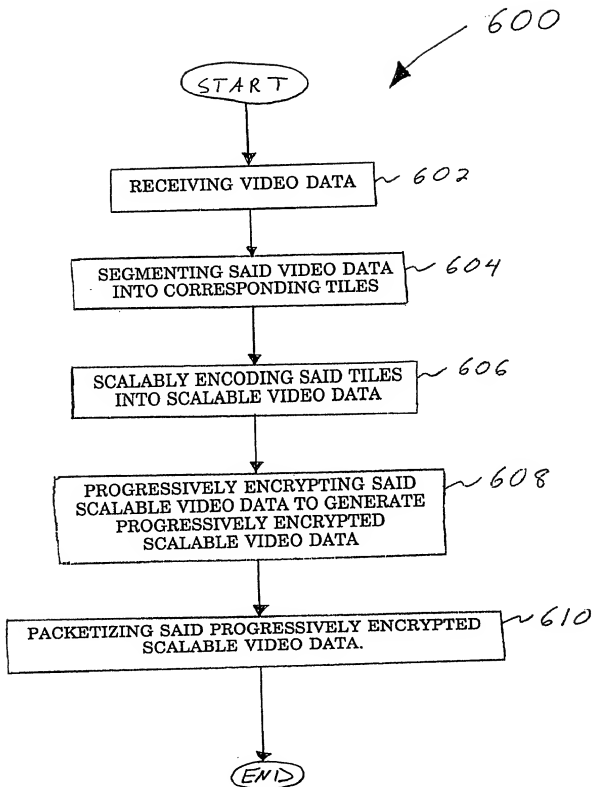 600
START
RECEIVING VIDEO DATA
602
SEGMENTING SAID VIDEO DATA
INTO CORRESPONDING TILES
604
SCALABLY ENCODING SAID TILES
INTO SCALABLE VIDEO DATA
606
PROGRESSIVELY ENCRYPTING SAID
SCALABLE VIDEO DATA TO GENERATE
PROGRESSIVELY ENCRYPTED
SCALABLE VIDEO DATA
608
PACKETIZING SAID PROGRESSIVELY ENCRYPTED
SCALABLE VIDEO DATA.
610
END